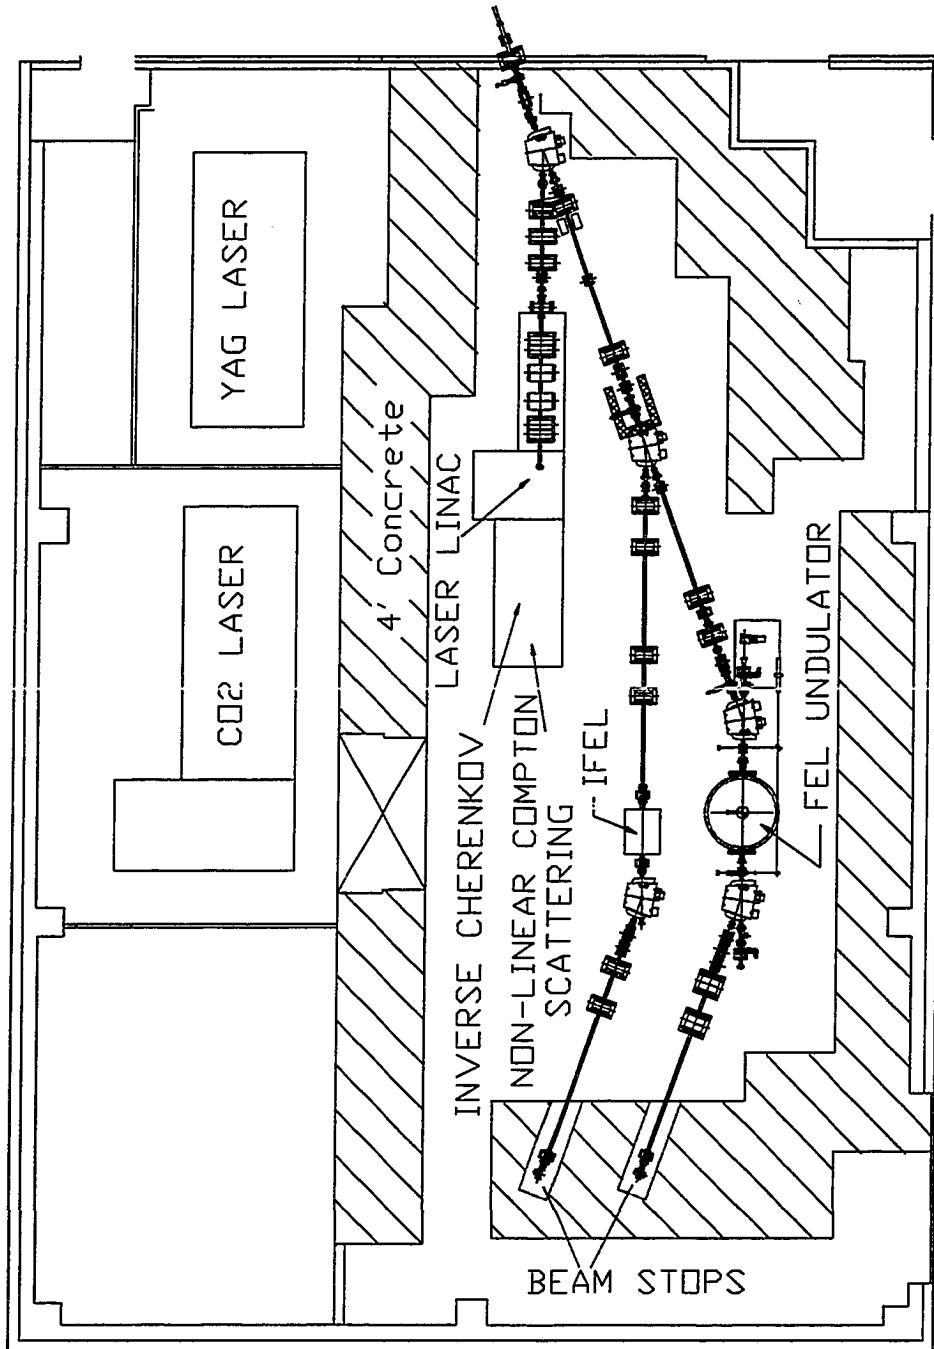 YAG LASER
CO2 LASER
4' Concrete
LASER LINAC
INVERSE CHERENKOV
NON-LINEAR COMPTON
SCATTERING
IFEL
FEL UNDULATOR
BEAM STOPS